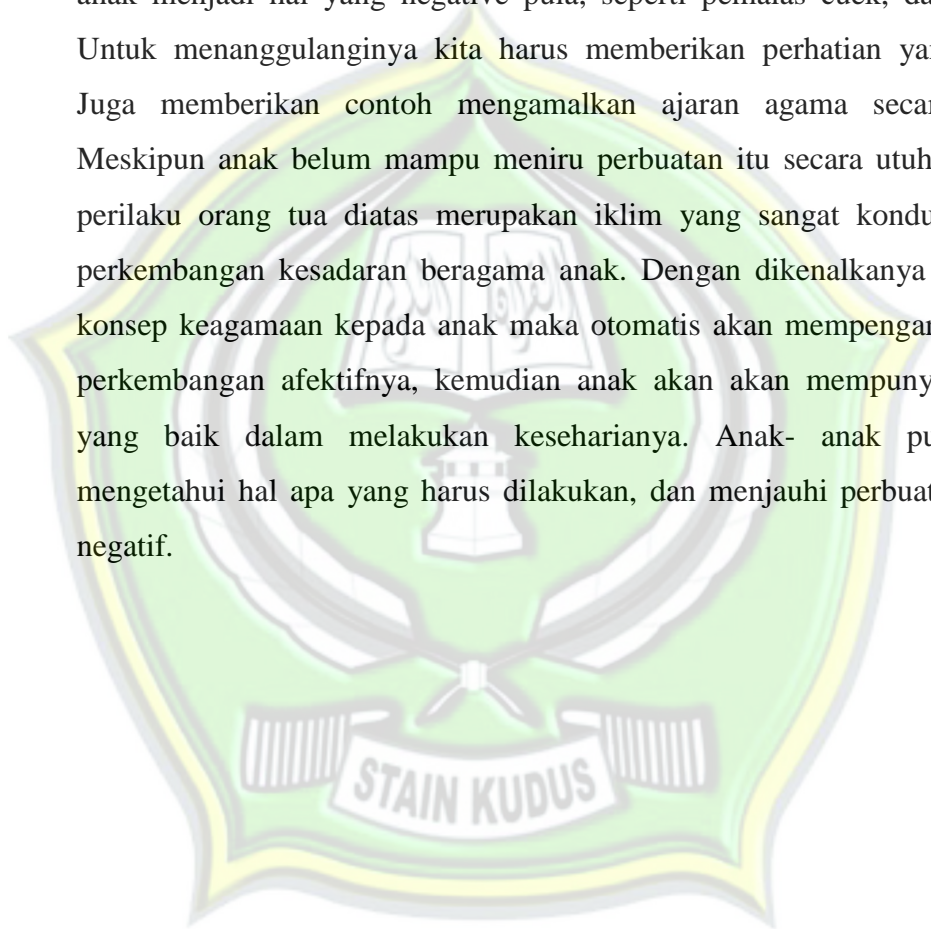 anak menjadi hal yang negative pula, seperti pemalas cuek, da
Untuk menanggulanginya kita harus memberikan perhatian ya
Juga memberikan contoh mengamalkan ajaran agama secar
Meskipun anak belum mampu meniru perbuatan itu secara utuh
perilaku orang tua diatas merupakan iklim yang sangat kondu
perkembangan kesadaran beragama anak. Dengan dikenalkanya
konsep keagamaan kepada anak maka otomatis akan mempengar
perkembangan afektifnya, kemudian anak akan akan mempuny
yang baik dalam melakukan keseharianya. Anak- anak pu
mengetahui hal apa yang harus dilakukan, dan menjauhi perbuat
negatif.
STAIN KUDUS